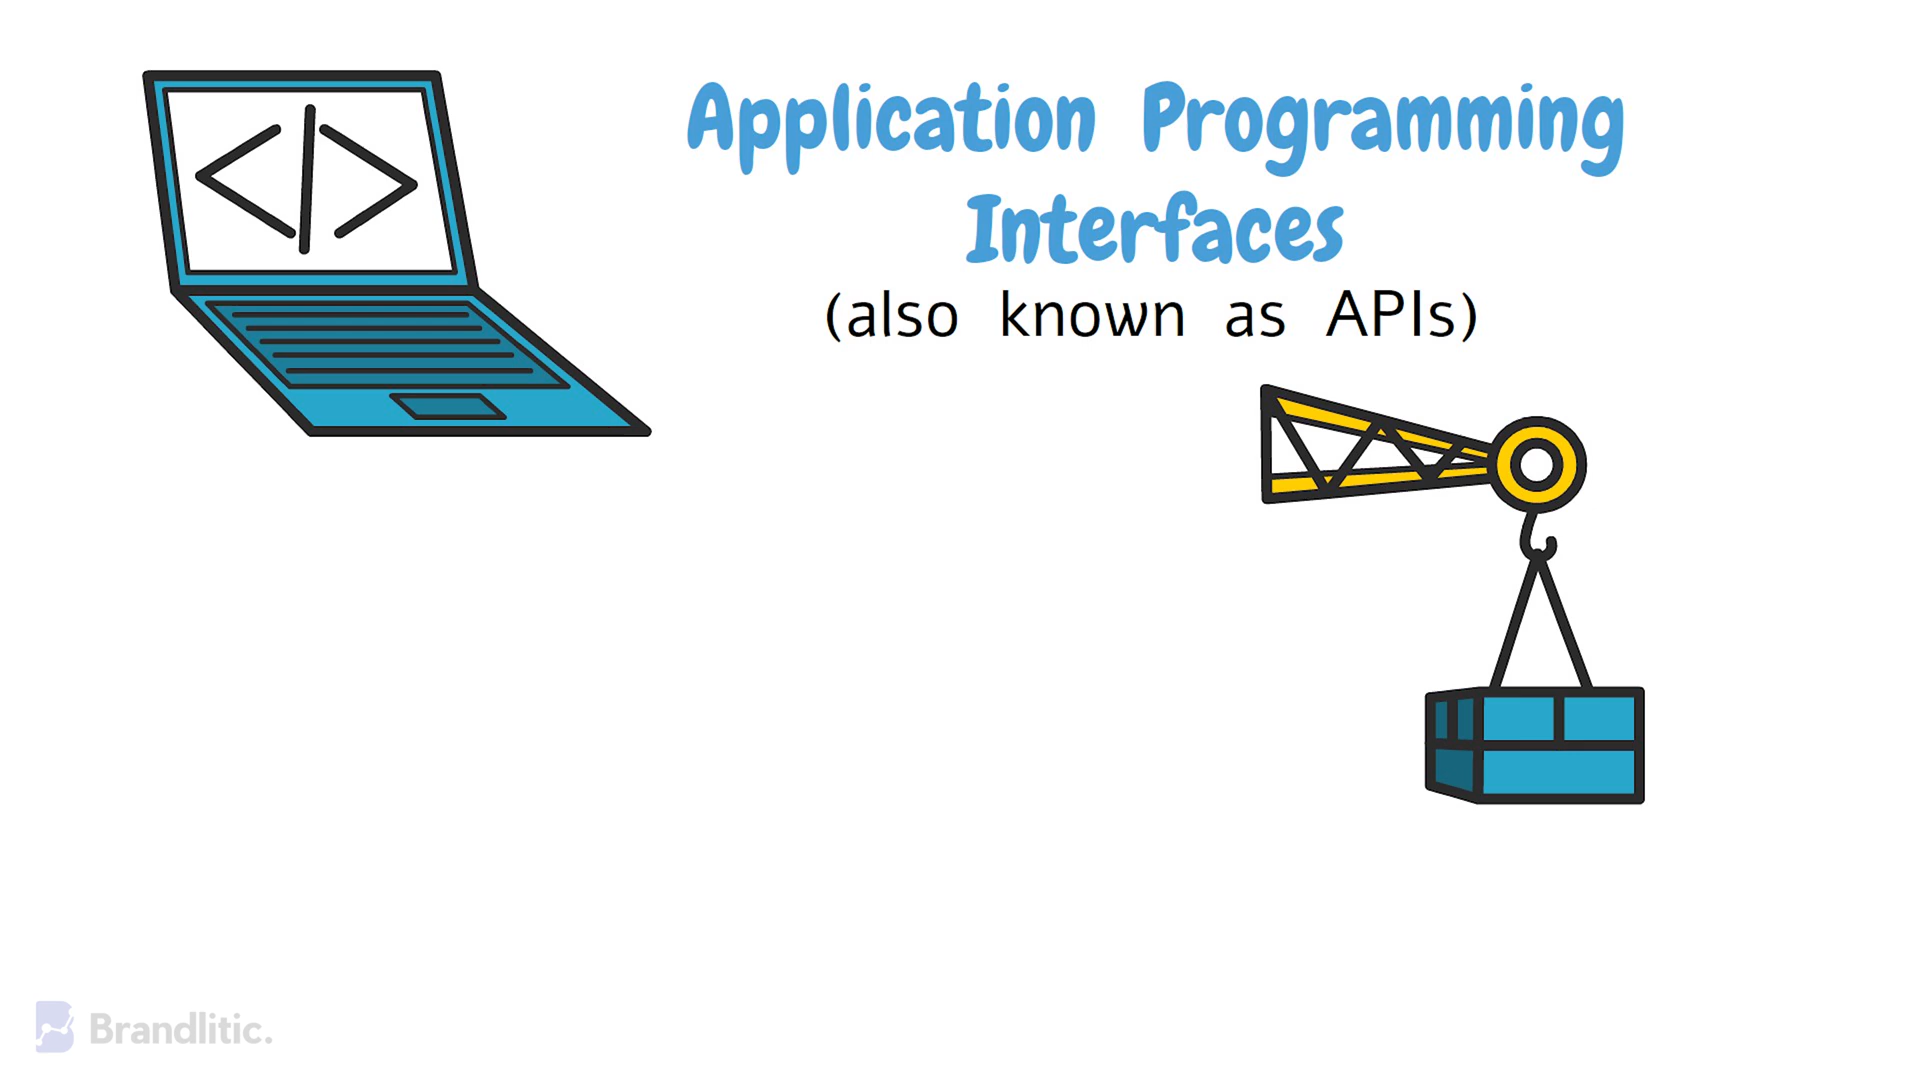 </>
Application Programming
Interfaces
(also known as APIs)
Brandlitic.